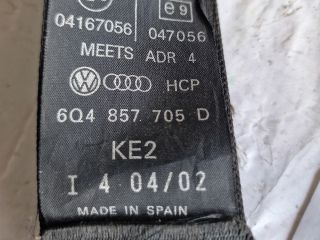 04167056
e9
047056
MEETS ADR 4
HCP
6Q4 857 705 D
KE2
I 4 04/02
MADE IN SPAIN